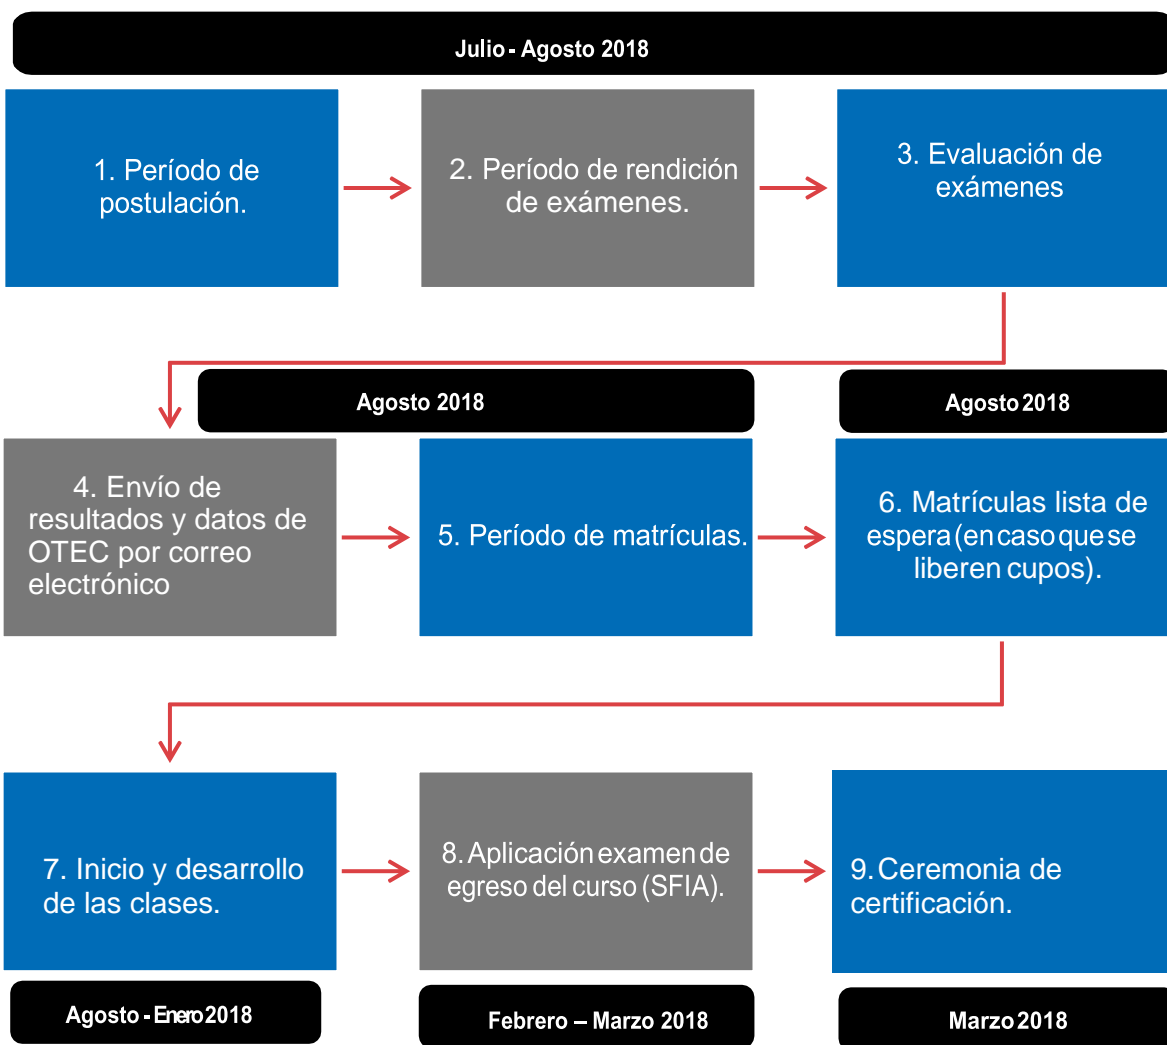 Julio - Agosto 2018
1. Período de
postulación.
2. Período de rendición
de exámenes.
3. Evaluación de
exámenes
Agosto 2018
Agosto 2018
4. Envío de
resultados y datos de
OTEC por correo
electrónico
5. Período de matrículas.
6. Matrículas lista de
espera (en caso que se
liberen cupos).
7. Inicio y desarrollo
de las clases.
8. Aplicación examen de
egreso del curso (SFIA).
9. Ceremonia de
certificación.
Agosto - Enero 2018
Febrero – Marzo 2018
Marzo 2018